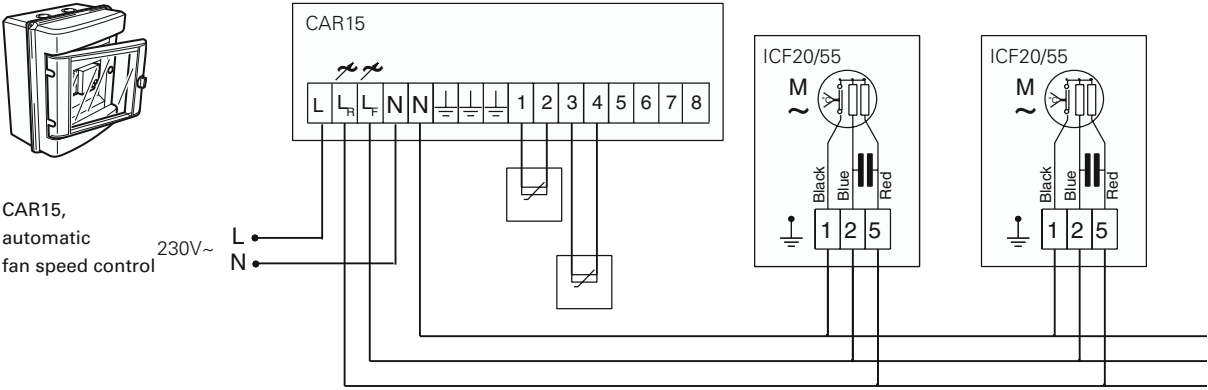 CAR15
L LR LF N N 1 2 3 4 5 6 7 8
CAR15,
automatic
fan speed control
230V~
L
N
ICF20/55
M
~
Black
Blue
Red
1 2 5
ICF20/55
M
~
Black
Blue
Red
1 2 5